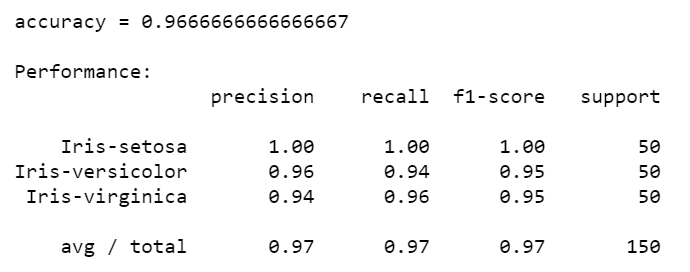 accuracy = 0.9666666666666667
Performance:
precision recall f1-score support
Iris-setosa 1.00 1.00 1.00 50
Iris-versicolor 0.96 0.94 0.95 50
Iris-virginica 0.94 0.96 0.95 50
avg / total 0.97 0.97 0.97 150